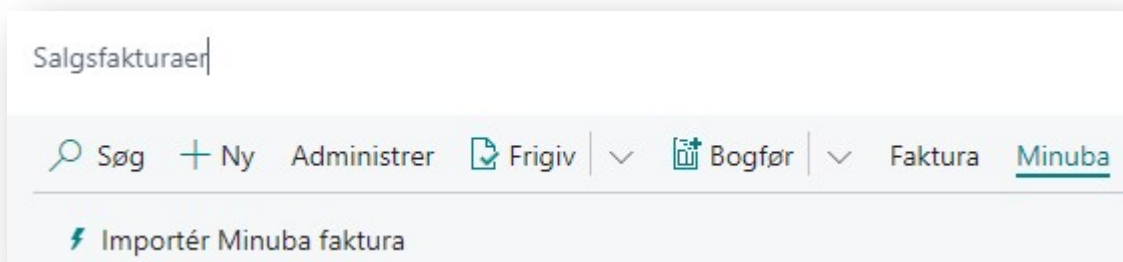 Salgsfakturaer
Søg Ny Administrer Frigiv Bogfør Faktura Minuba
Importér Minuba faktura